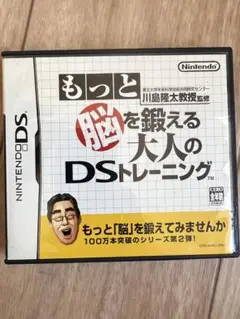 Nintendo
もっと
東北大学未来科学技術共同研究センター
川島隆太教授監修
脳を鍛える
大人の
DSトレーニング
TM
NINTENDO DS
もっと「脳」を鍛えてみませんか
100万本突破のシリーズ第2弾!
全年齢